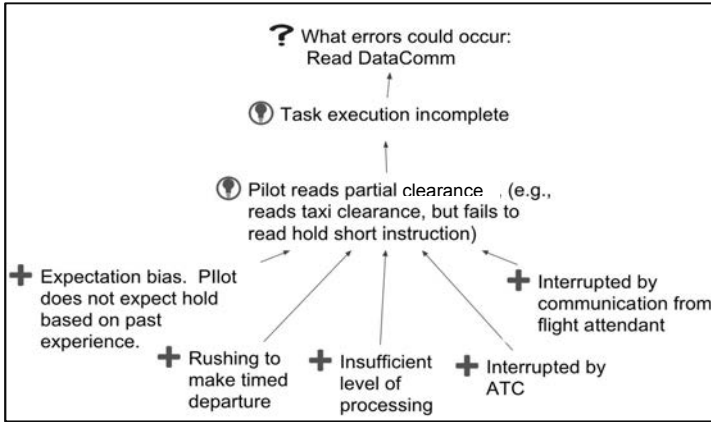 ? What errors could occur:
Read DataComm
Task execution incomplete
Pilot reads partial clearance , (e.g.,
reads taxi clearance, but fails to
read hold short instruction)
Expectation bias. PIlot
does not expect hold
based on past
experience.
Interrupted by
communication from
flight attendant
Rushing to
make timed
departure
Insufficient
level of
processing
Interrupted by
ATC